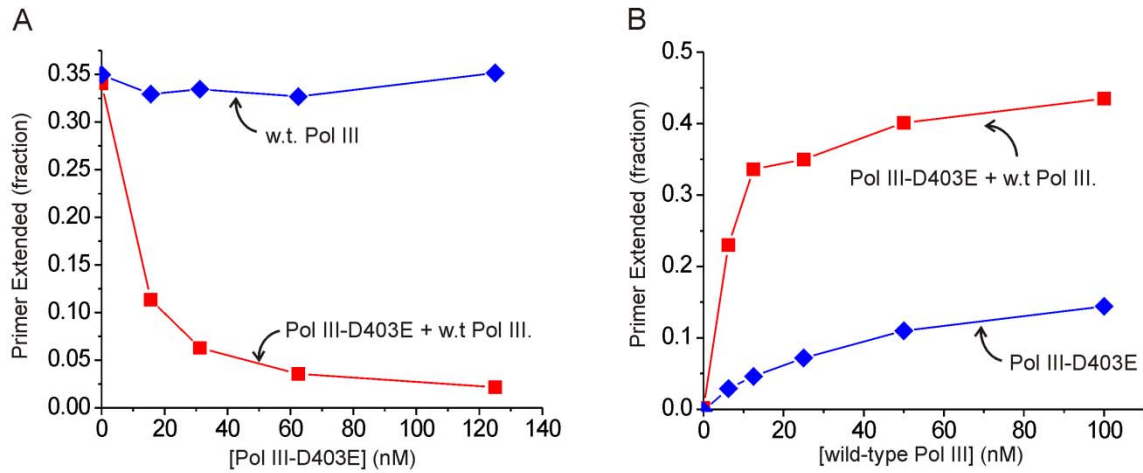 A
Primer Extended (fraction)
0.35
0.30
0.25
0.20
0.15
0.10
0.05
0.00
w.t. Pol III
Pol III-D403E + w.t Pol III.
0 20 40 60 80 100 120 140
[Pol III-D403E] (nM)
B
Primer Extended (fraction)
0.5
0.4
0.3
0.2
0.1
0.0
Pol III-D403E + w.t Pol III.
Pol III-D403E
0 20 40 60 80 100
[wild-type Pol III] (nM)